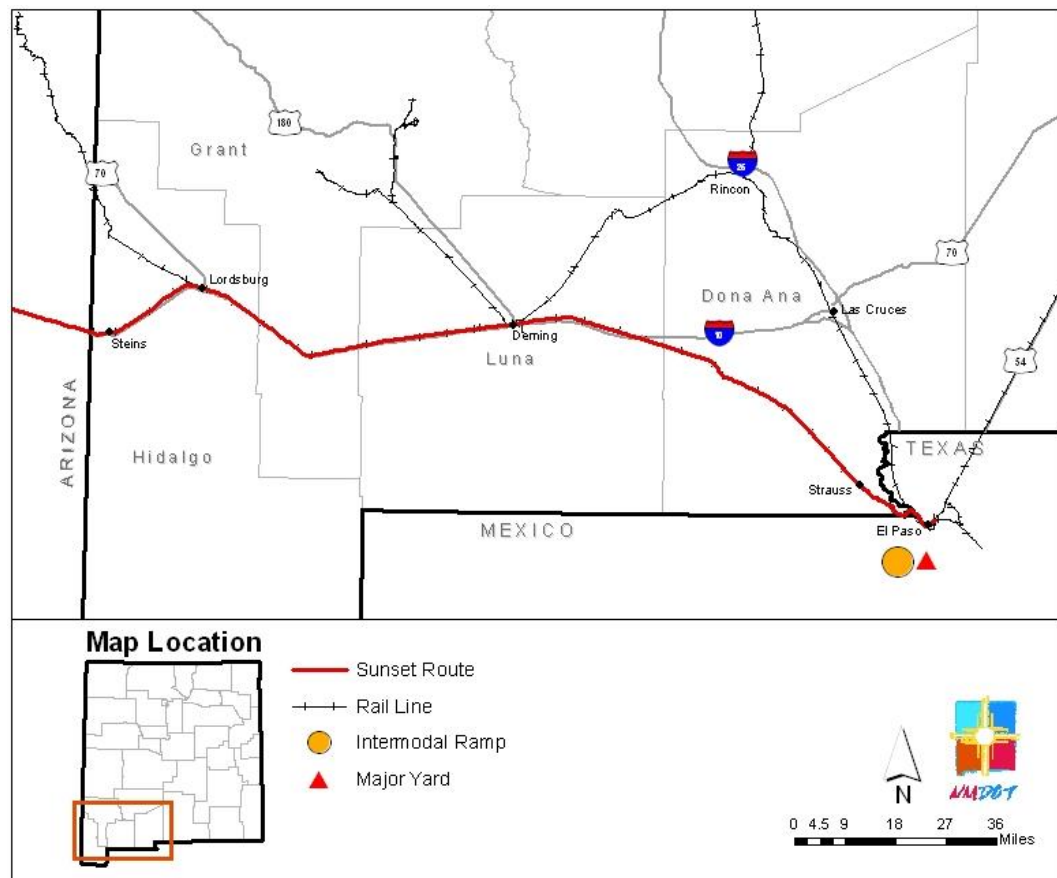 180
Grant
25
70
Rincon
70
Lordsburg
Dona Ana
Las Cruces
10
Steins
Deming
Luna
54
ARIZONA
Hidalgo
TEXAS
Strauss
MEXICO
El Paso
Map Location
Sunset Route
Rail Line
Intermodal Ramp
Major Yard
N
NMDOT
0 4.5 9 18 27 36
Miles